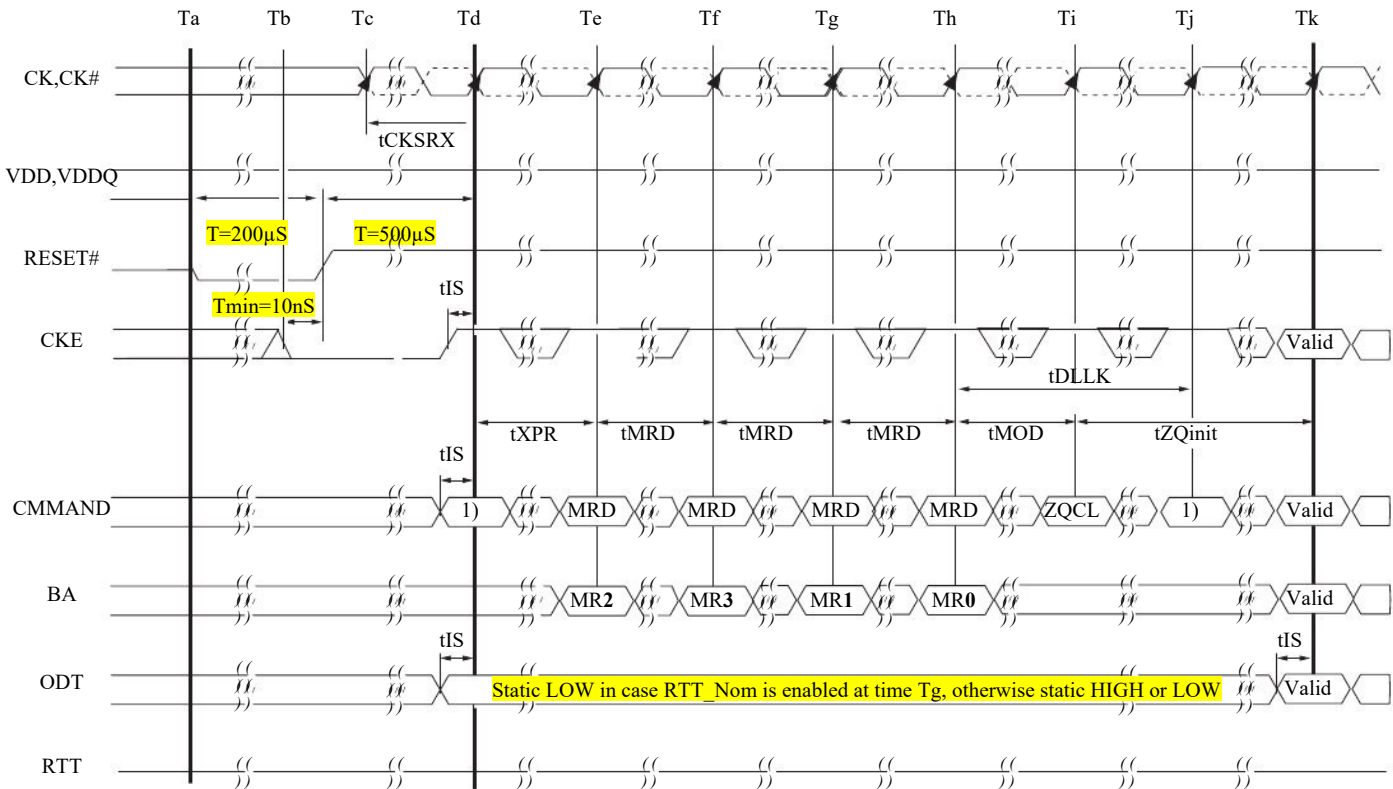 Ta Tb Tc Td Te Tf Tg Th Ti Tj Tk
CK,CK#
tCKSRX
VDD,VDDQ
T=200µS T=500µS
RESET#
Tmin=10nS tIS
CKE Valid
tDLLK
tXPR tMRD tMRD tMRD tMOD tZQinit
tIS
CMMAND 1) MRD MRD MRD MRD ZQCL 1) Valid
BA MR2 MR3 MR1 MR0 Valid
tIS tIS
ODT Static LOW in case RTT_Nom is enabled at time Tg, otherwise static HIGH or LOW Valid
RTT